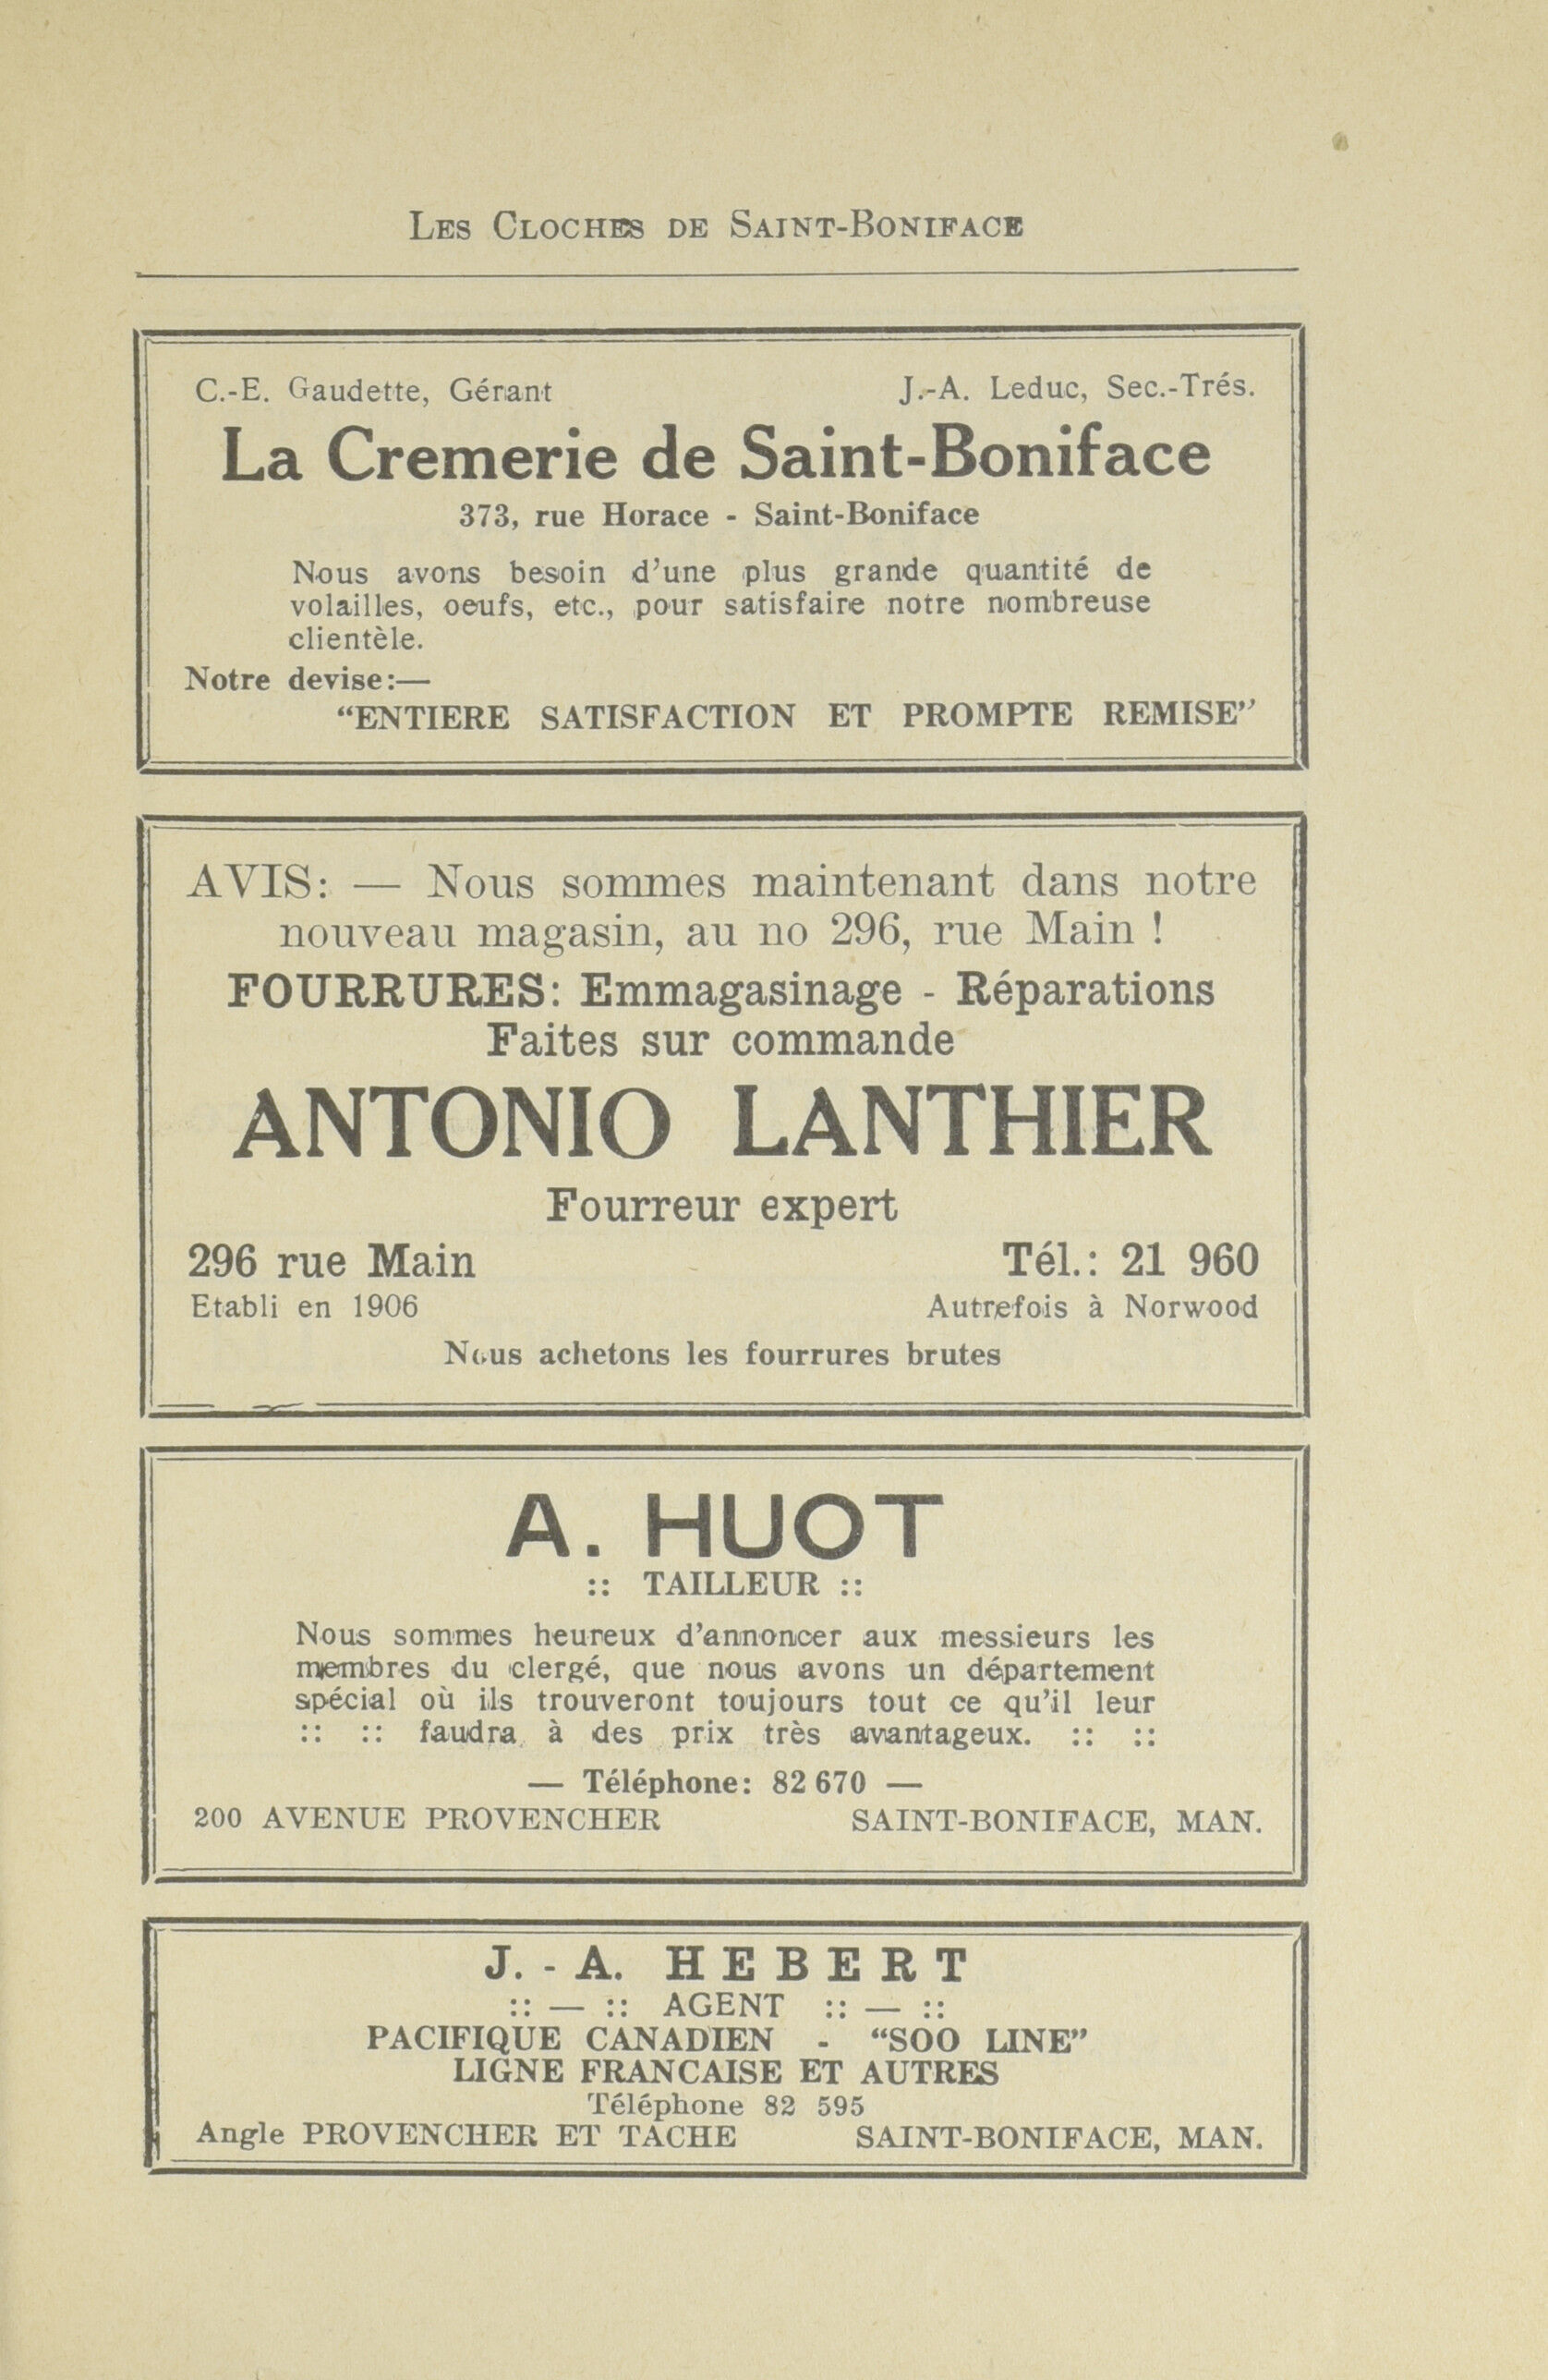 LES CLOCHES DE SAINT-BONIFACE
C.-E. Gaudette, Gérant J.-A. Leduc, Sec.-Trés.
La Cremerie de Saint-Boniface
373, rue Horace - Saint-Boniface
Nous avons besoin d'une plus grande quantité de
volailles, oeufs, etc., pour satisfaire notre nombreuse
clientèle.
Notre devise:—
“ENTIERE SATISFACTION ET PROMPTE REMISE”
AVIS: — Nous sommes maintenant dans notre
nouveau magasin, au no 296, rue Main !
FOURRURES: Emmagasinage - Réparations
Faites sur commande
ANTONIO LANTHIER
Fourreur expert
296 rue Main Tél.: 21 960
Etabli en 1906 Autrefois à Norwood
Nous achetons les fourrures brutes
A. HUOT
:: TAILLEUR ::
Nous sommes heureux d'annoncer aux messieurs les
membres du clergé, que nous avons un département
spécial où ils trouveront toujours tout ce qu'il leur
:: :: faudra à des prix très avantageux. :: ::
— Téléphone: 82 670 —
200 AVENUE PROVENCHER SAINT-BONIFACE, MAN.
J.-A. HEBERT
:: — :: AGENT :: — ::
PACIFIQUE CANADIEN - “SOO LINE”
LIGNE FRANCAISE ET AUTRES
Téléphone 82 595
Angle PROVENCHER ET TACHE SAINT-BONIFACE, MAN.